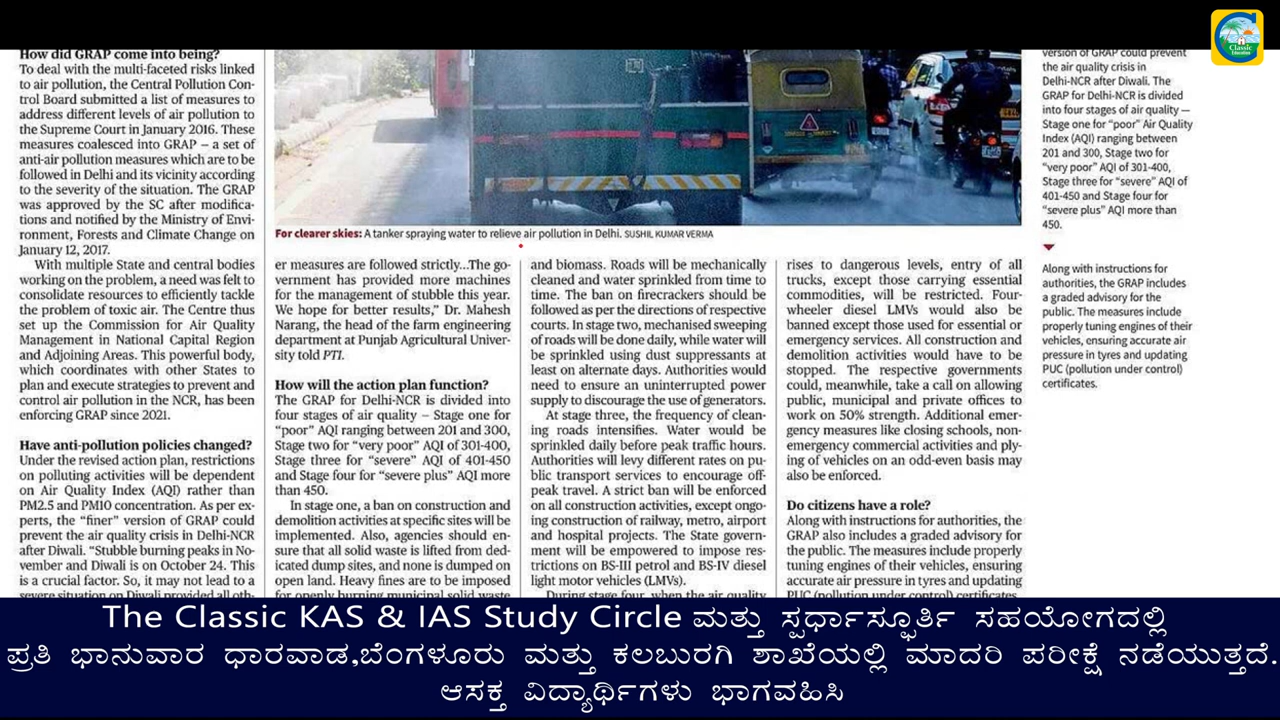 How did GRAP come into being?
To deal with the multi-faceted risks linked
to air pollution, the Central Pollution Con-
trol Board submitted a list of measures to
address different levels of air pollution to
the Supreme Court in January 2016. These
measures coalesced into GRAP — a set of
anti-air pollution measures which are to be
followed in Delhi and its vicinity according
to the severity of the situation. The GRAP
was approved by the SC after modifica-
tions and notified by the Ministry of Envi-
ronment, Forests and Climate Change on
January 12, 2017.
With multiple State and central bodies
working on the problem, a need was felt to
consolidate resources to efficiently tackle
the problem of toxic air. The Centre thus
set up the Commission for Air Quality
Management in National Capital Region
and Adjoining Areas. This powerful body,
which coordinates with other States to
plan and execute strategies to prevent and
control air pollution in the NCR, has been
enforcing GRAP since 2021.
Have anti-pollution policies changed?
Under the revised action plan, restrictions
on polluting activities will be dependent
on Air Quality Index (AQI) rather than
PM2.5 and PM10 concentration. As per ex-
perts, the “finer” version of GRAP could
prevent the air quality crisis in Delhi-NCR
after Diwali. “Stubble burning peaks in No-
vember and Diwali is on October 24. This
is a crucial factor. So, it may not lead to a
severe situation on Diwali provided all oth-
For clearer skies: A tanker spraying water to relieve air pollution in Delhi. SUSHIL KUMAR VERMA
er measures are followed strictly...The go-
vernment has provided more machines
for the management of stubble this year.
We hope for better results,” Dr. Mahesh
Narang, the head of the farm engineering
department at Punjab Agricultural Univer-
sity told PTI.
How will the action plan function?
The GRAP for Delhi-NCR is divided into
four stages of air quality — Stage one for
“poor” AQI ranging between 201 and 300,
Stage two for “very poor” AQI of 301-400,
Stage three for “severe” AQI of 401-450
and Stage four for “severe plus” AQI more
than 450.
In stage one, a ban on construction and
demolition activities at specific sites will be
implemented. Also, agencies should en-
sure that all solid waste is lifted from ded-
icated dump sites, and none is dumped on
open land. Heavy fines are to be imposed
for openly burning municipal solid waste
and biomass. Roads will be mechanically
cleaned and water sprinkled from time to
time. The ban on firecrackers should be
followed as per the directions of respective
courts. In stage two, mechanised sweeping
of roads will be done daily, while water will
be sprinkled using dust suppressants at
least on alternate days. Authorities would
need to ensure an uninterrupted power
supply to discourage the use of generators.
At stage three, the frequency of clean-
ing roads intensifies. Water would be
sprinkled daily before peak traffic hours.
Authorities will levy different rates on pu-
blic transport services to encourage off-
peak travel. A strict ban will be enforced
on all construction activities, except ongo-
ing construction of railway, metro, airport
and hospital projects. The State govern-
ment will be empowered to impose res-
trictions on BS-III petrol and BS-IV diesel
light motor vehicles (LMVs).
During stage four, when the air quality
rises to dangerous levels, entry of all
trucks, except those carrying essential
commodities, will be restricted. Four-
wheeler diesel LMVs would also be
banned except those used for essential or
emergency services. All construction and
demolition activities would have to be
stopped. The respective governments
could, meanwhile, take a call on allowing
public, municipal and private offices to
work on 50% strength. Additional emer-
gency measures like closing schools, non-
emergency commercial activities and ply-
ing of vehicles on an odd-even basis may
also be enforced.
Do citizens have a role?
Along with instructions for authorities, the
GRAP also includes a graded advisory for
the public. The measures include properly
tuning engines of their vehicles, ensuring
accurate air pressure in tyres and updating
PUC (pollution under control) certificates.
version of GRAP could prevent
the air quality crisis in
Delhi-NCR after Diwali. The
GRAP for Delhi-NCR is divided
into four stages of air quality —
Stage one for “poor” Air Quality
Index (AQI) ranging between
201 and 300, Stage two for
“very poor” AQI of 301-400,
Stage three for “severe” AQI of
401-450 and Stage four for
“severe plus” AQI more than
450.
Along with instructions for
authorities, the GRAP includes
a graded advisory for the
public. The measures include
properly tuning engines of their
vehicles, ensuring accurate air
pressure in tyres and updating
PUC (pollution under control)
certificates.
Classic
Education
The Classic KAS & IAS Study Circle ಮತ್ತು ಸ್ಪರ್ಧಾಸ್ಫೂರ್ತಿ ಸಹಯೋಗದಲ್ಲಿ
ಪ್ರತಿ ಭಾನುವಾರ ಧಾರವಾಡ,ಬೆಂಗಳೂರು ಮತ್ತು ಕಲಬುರಗಿ ಶಾಖೆಯಲ್ಲಿ ಮಾದರಿ ಪರೀಕ್ಷೆ ನಡೆಯುತ್ತದೆ.
ಆಸಕ್ತ ವಿದ್ಯಾರ್ಥಿಗಳು ಭಾಗವಹಿಸಿ